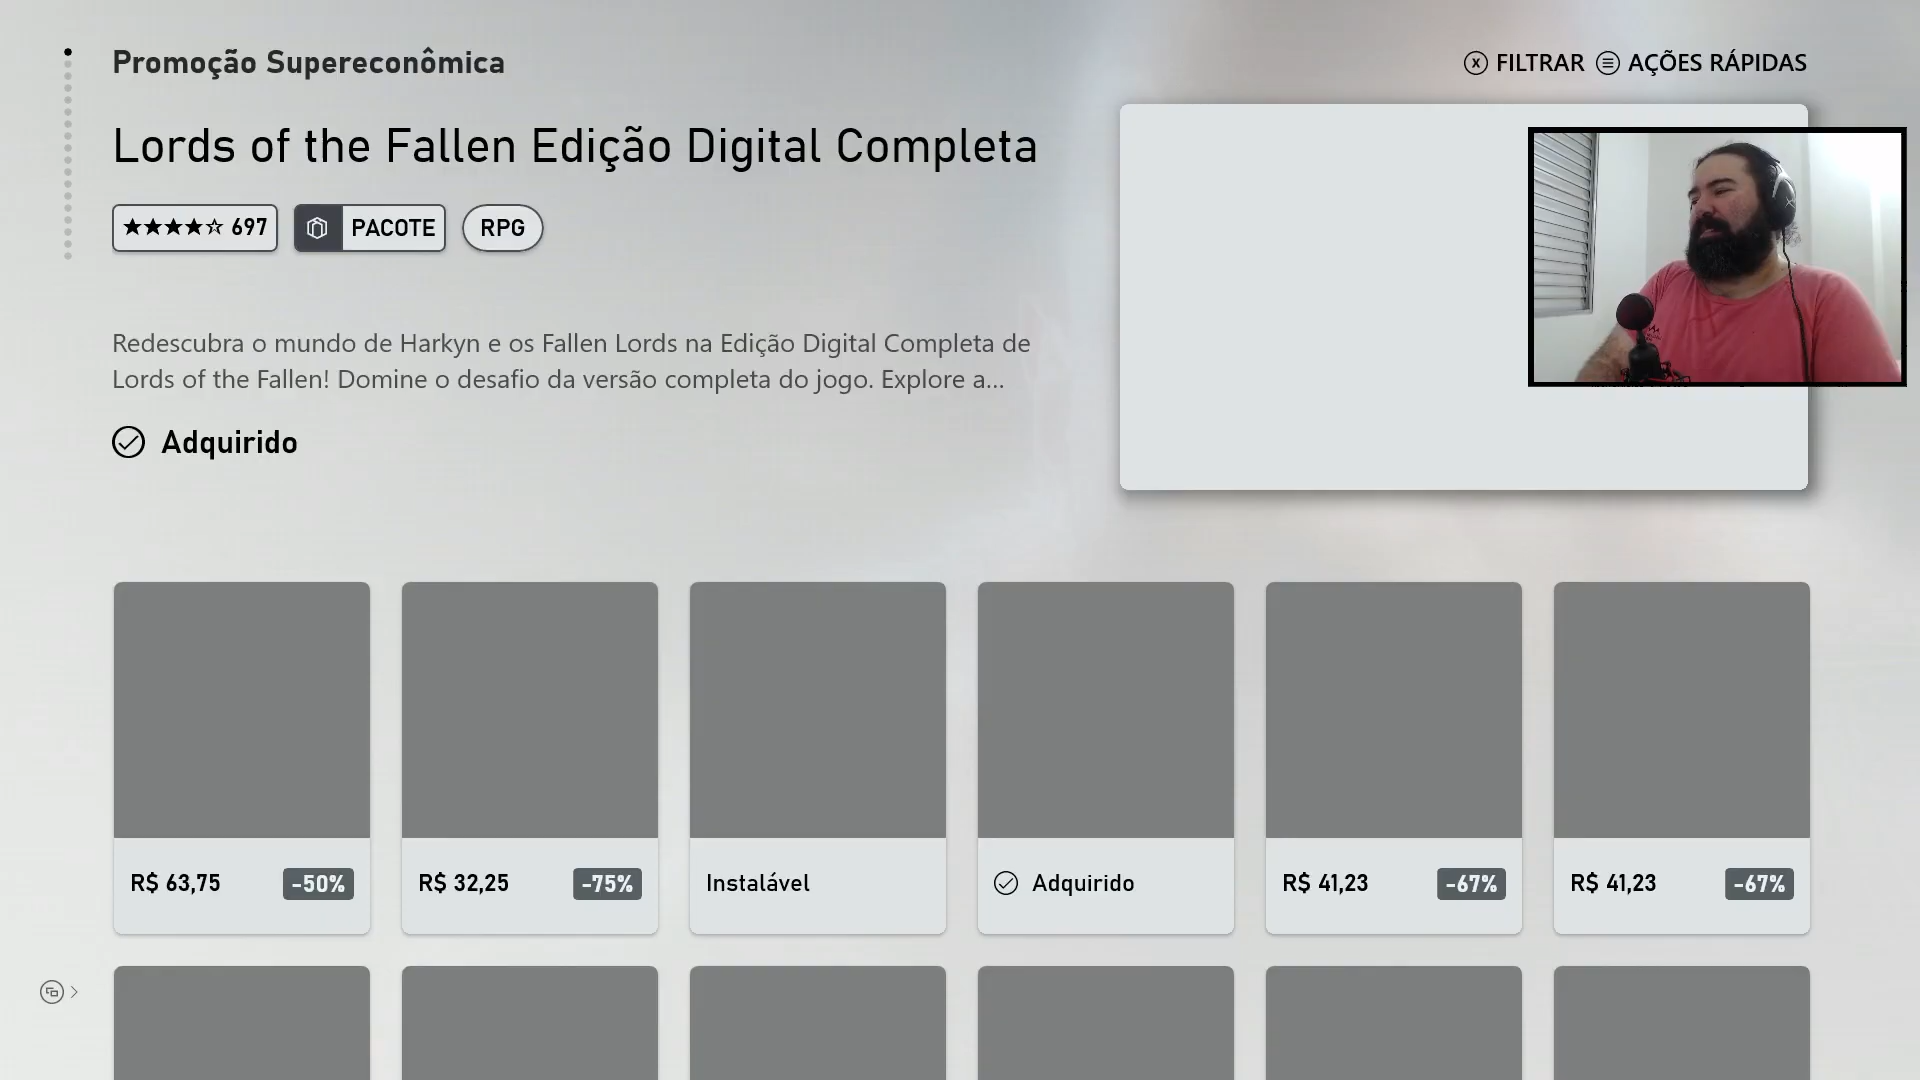 Promoção Supereconômica
FILTRAR AÇÕES RÁPIDAS
Lords of the Fallen Edição Digital Completa
697 PACOTE RPG
Redescubra o mundo de Harkyn e os Fallen Lords na Edição Digital Completa de
Lords of the Fallen! Domine o desafio da versão completa do jogo. Explore a...
Adquirido
R$ 63,75 -50%
R$ 32,25 -75%
Instalável
Adquirido
R$ 41,23 -67%
R$ 41,23 -67%